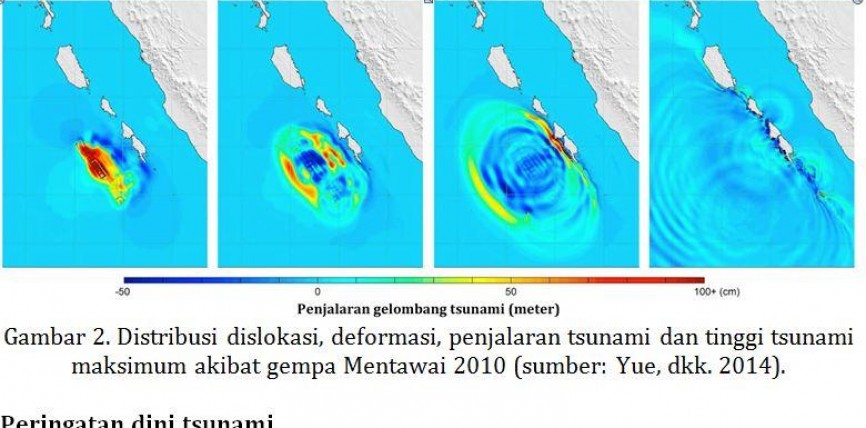 -50 0 50 100+ (cm)
Penjalaran gelombang tsunami (meter)
Gambar 2. Distribusi dislokasi, deformasi, penjalaran tsunami dan tinggi tsunami
maksimum akibat gempa Mentawai 2010 (sumber: Yue, dkk. 2014).
Peringatan dini tsunami